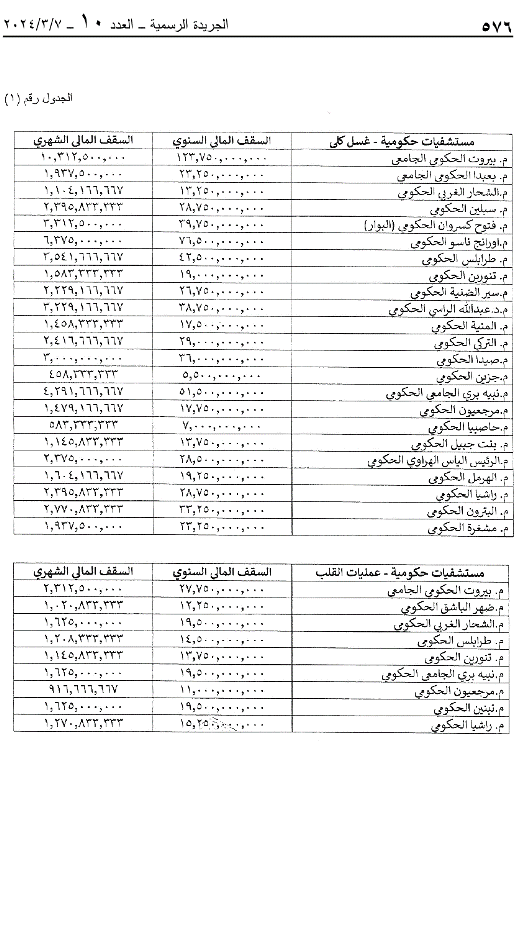 ٥٧٦
الجريدة الرسمية ــ العدد ١٠ ــ ٢٠٢٤/٣/٧
الجدول رقم (١)
مستشفيات حكومية - غسل كلى السقف المالي السنوي السقف المالي الشهري
م. بيروت الحكومي الجامعي ١٢٣,٧٥٠,٠٠٠,٠٠٠ ١٠,٣١٢,٥٠٠,٠٠٠
م. بعبدا الحكومي الجامعي ٢٣,٢٥٠,٠٠٠,٠٠٠ ١,٩٣٧,٥٠٠,٠٠٠
م.الشحار الغربي الحكومي ١٣,٢٥٠,٠٠٠,٠٠٠ ١,١٠٤,١٦٦,٦٦٧
م. سبلين الحكومي ٢٨,٧٥٠,٠٠٠,٠٠٠ ٢,٣٩٥,٨٣٣,٣٣٣
م. فتوح كسروان الحكومي (البوار) ٣٩,٧٥٠,٠٠٠,٠٠٠ ٣,٣١٢,٥٠٠,٠٠٠
م.اورانج ناسو الحكومي ٧٦,٥٠٠,٠٠٠,٠٠٠ ٦,٣٧٥,٠٠٠,٠٠٠
م. طرابلس الحكومي ٤٢,٥٠٠,٠٠٠,٠٠٠ ٣,٥٤١,٦٦٦,٦٦٧
م. تنورين الحكومي ١٩,٠٠٠,٠٠٠,٠٠٠ ١,٥٨٣,٣٣٣,٣٣٣
م.سير الضنية الحكومي ٢٦,٧٥٠,٠٠٠,٠٠٠ ٢,٢٢٩,١٦٦,٦٦٧
م.د.عبدالله الراسي الحكومي ٣٨,٧٥٠,٠٠٠,٠٠٠ ٣,٢٢٩,١٦٦,٦٦٧
م. المنية الحكومي ١٧,٥٠٠,٠٠٠,٠٠٠ ١,٤٥٨,٣٣٣,٣٣٣
م. التركي الحكومي ٢٩,٠٠٠,٠٠٠,٠٠٠ ٢,٤١٦,٦٦٦,٦٦٧
م.صيدا الحكومي ٣٦,٠٠٠,٠٠٠,٠٠٠ ٣,٠٠٠,٠٠٠,٠٠٠
م.جزين الحكومي ٥,٥٠٠,٠٠٠,٠٠٠ ٤٥٨,٣٣٣,٣٣٣
م.نبيه بري الجامعي الحكومي ٥١,٥٠٠,٠٠٠,٠٠٠ ٤,٢٩١,٦٦٦,٦٦٧
م.مرجعيون الحكومي ١٧,٧٥٠,٠٠٠,٠٠٠ ١,٤٧٩,١٦٦,٦٦٧
م.حاصبيا الحكومي ٧,٠٠٠,٠٠٠,٠٠٠ ٥٨٣,٣٣٣,٣٣٣
م. بنت جبيل الحكومي ١٣,٧٥٠,٠٠٠,٠٠٠ ١,١٤٥,٨٣٣,٣٣٣
م.الرئيس الياس الهراوي الحكومي ٢٨,٥٠٠,٠٠٠,٠٠٠ ٢,٣٧٥,٠٠٠,٠٠٠
م. الهرمل الحكومي ١٩,٢٥٠,٠٠٠,٠٠٠ ١,٦٠٤,١٦٦,٦٦٧
م. راشيا الحكومي ٢٨,٧٥٠,٠٠٠,٠٠٠ ٢,٣٩٥,٨٣٣,٣٣٣
م. البترون الحكومي ٣٣,٢٥٠,٠٠٠,٠٠٠ ٢,٧٧٠,٨٣٣,٣٣٣
م. مشغرة الحكومي ٢٣,٢٥٠,٠٠٠,٠٠٠ ١,٩٣٧,٥٠٠,٠٠٠
مستشفيات حكومية - عمليات القلب السقف المالي السنوي السقف المالي الشهري
م. بيروت الحكومي الجامعي ٢٧,٧٥٠,٠٠٠,٠٠٠ ٢,٣١٢,٥٠٠,٠٠٠
م. ضهر الباشق الحكومي ١٢,٢٥٠,٠٠٠,٠٠٠ ١,٠٢٠,٨٣٣,٣٣٣
م.الشحار الغربي الحكومي ١٩,٥٠٠,٠٠٠,٠٠٠ ١,٦٢٥,٠٠٠,٠٠٠
م. طرابلس الحكومي ١٤,٥٠٠,٠٠٠,٠٠٠ ١,٢٠٨,٣٣٣,٣٣٣
م. تنورين الحكومي ١٣,٧٥٠,٠٠٠,٠٠٠ ١,١٤٥,٨٣٣,٣٣٣
م.نبيه بري الجامعي الحكومي ١٩,٥٠٠,٠٠٠,٠٠٠ ١,٦٢٥,٠٠٠,٠٠٠
م.مرجعيون الحكومي ١١,٠٠٠,٠٠٠,٠٠٠ ٩١٦,٦٦٦,٦٦٧
م.تبنين الحكومي ١٩,٥٠٠,٠٠٠,٠٠٠ ١,٦٢٥,٠٠٠,٠٠٠
م. راشيا الحكومي ١٥,٢٥٠,٠٠٠,٠٠٠ ١,٢٧٠,٨٣٣,٣٣٣